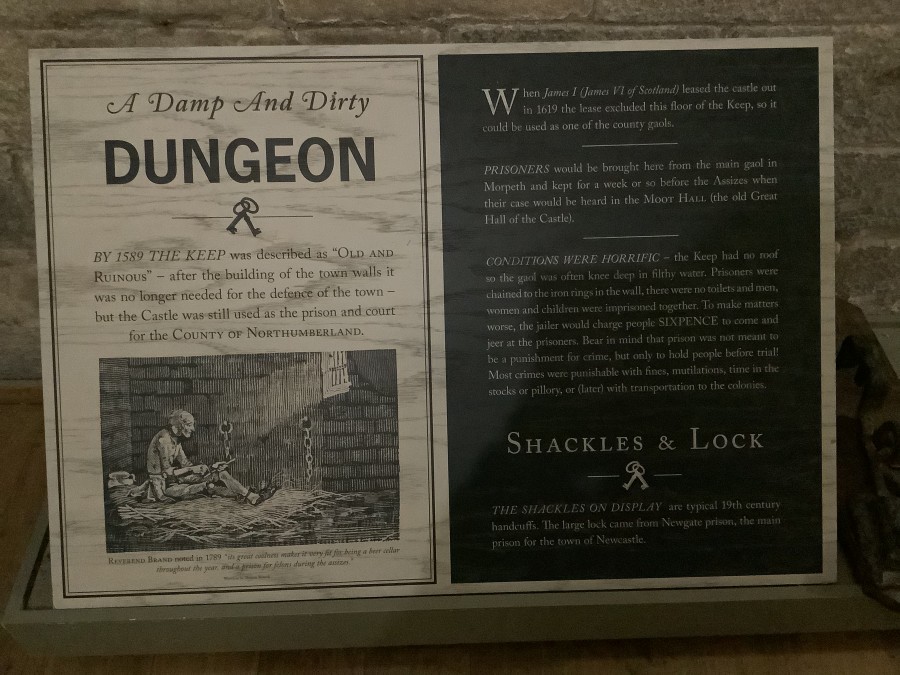 A Damp And Dirty
DUNGEON
BY 1589 THE KEEP was described as “OLD AND
RUINOUS” – after the building of the town walls it
was no longer needed for the defence of the town –
but the Castle was still used as the prison and court
for the COUNTY OF NORTHUMBERLAND.
REVEREND BRAND noted in 1789 "its great coolness makes it very fit for being a beer cellar
throughout the year, and a prison for felons during the assizes."
When James I (James VI of Scotland) leased the castle out
in 1619 the lease excluded this floor of the Keep, so it
could be used as one of the county gaols.
PRISONERS would be brought here from the main gaol in
Morpeth and kept for a week or so before the Assizes when
their case would be heard in the MOOT HALL (the old Great
Hall of the Castle).
CONDITIONS WERE HORRIFIC – the Keep had no roof
so the gaol was often knee deep in filthy water. Prisoners were
chained to the iron rings in the wall, there were no toilets and men,
women and children were imprisoned together. To make matters
worse, the jailer would charge people SIXPENCE to come and
jeer at the prisoners. Bear in mind that prison was not meant to
be a punishment for crime, but only to hold people before trial!
Most crimes were punishable with fines, mutilations, time in the
stocks or pillory, or (later) with transportation to the colonies.
SHACKLES & LOCK
THE SHACKLES ON DISPLAY are typical 19th century
handcuffs. The large lock came from Newgate prison, the main
prison for the town of Newcastle.